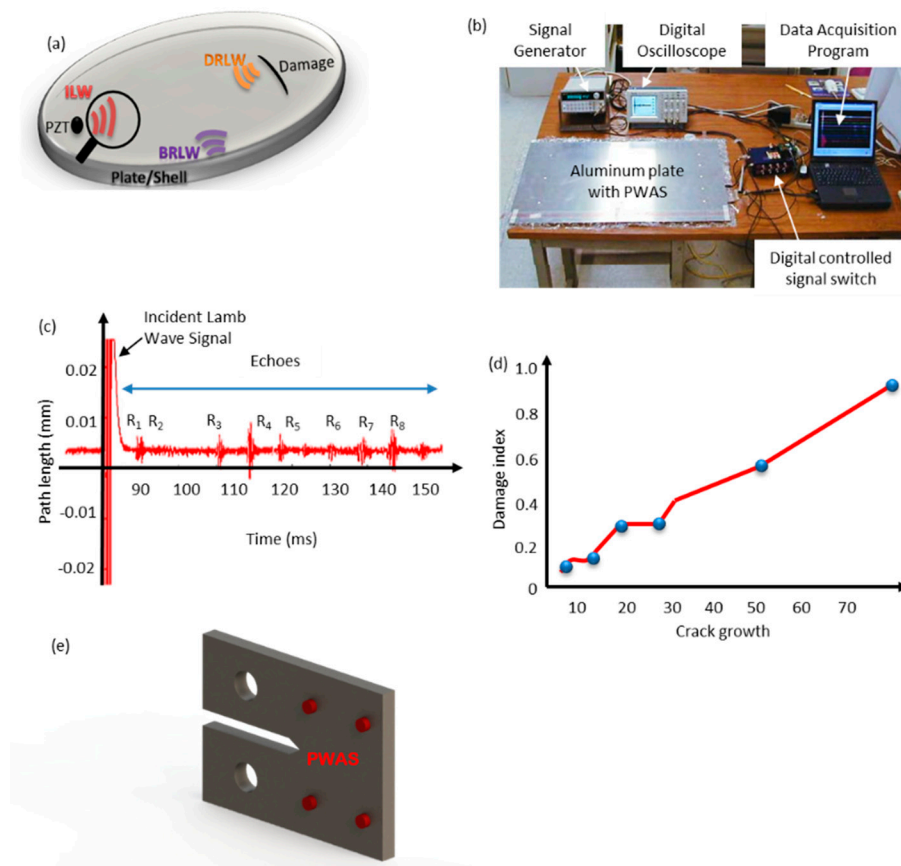 (a)
DRLW
Damage
ILW
PZT
BRLW
Plate/Shell
(b)
Signal
Generator
Digital
Oscilloscope
Data Acquisition
Program
Aluminum plate
with PWAS
Digital controlled
signal switch
(c)
Incident Lamb
Wave Signal
Echoes
R1 R2 R3 R4 R5 R6 R7 R8
0.02
0.01
-0.01
-0.02
Path length (mm)
90 100 110 120 130 140 150
Time (ms)
(d)
1.0
0.8
0.6
0.4
0.2
0
Damage index
10 20 30 40 50 60 70
Crack growth
(e)
PWAS